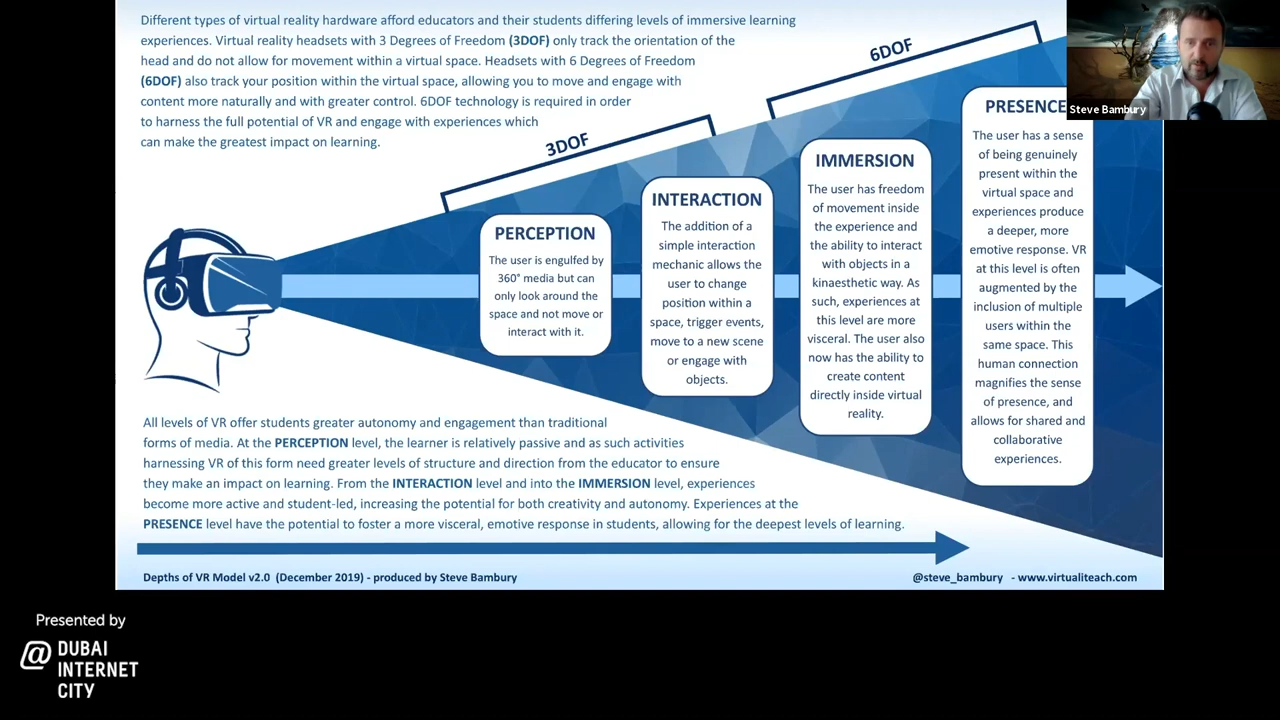 Different types of virtual reality hardware afford educators and their students differing levels of immersive learning
experiences. Virtual reality headsets with 3 Degrees of Freedom (3DOF) only track the orientation of the
head and do not allow for movement within a virtual space. Headsets with 6 Degrees of Freedom
(6DOF) also track your position within the virtual space, allowing you to move and engage with
content more naturally and with greater control. 6DOF technology is required in order
to harness the full potential of VR and engage with experiences which
can make the greatest impact on learning.
3DOF
6DOF
Steve Bambury
PERCEPTION
The user is engulfed by
360° media but can
only look around the
space and not move or
interact with it.
INTERACTION
The addition of a
simple interaction
mechanic allows the
user to change
position within a
space, trigger events,
move to a new scene
or engage with
objects.
IMMERSION
The user has freedom
of movement inside
the experience and
the ability to interact
with objects in a
kinaesthetic way. As
such, experiences at
this level are more
visceral. The user also
now has the ability to
create content
directly inside virtual
reality.
PRESENCE
The user has a sense
of being genuinely
present within the
virtual space and
experiences produce
a deeper, more
emotive response. VR
at this level is often
augmented by the
inclusion of multiple
users within the
same space. This
human connection
magnifies the sense
of presence, and
allows for shared and
collaborative
experiences.
All levels of VR offer students greater autonomy and engagement than traditional
forms of media. At the PERCEPTION level, the learner is relatively passive and as such activities
harnessing VR of this form need greater levels of structure and direction from the educator to ensure
they make an impact on learning. From the INTERACTION level and into the IMMERSION level, experiences
become more active and student-led, increasing the potential for both creativity and autonomy. Experiences at the
PRESENCE level have the potential to foster a more visceral, emotive response in students, allowing for the deepest levels of learning.
Depths of VR Model v2.0 (December 2019) - produced by Steve Bambury
@steve_bambury - www.virtualiteach.com
Presented by
@ DUBAI
INTERNET
CITY